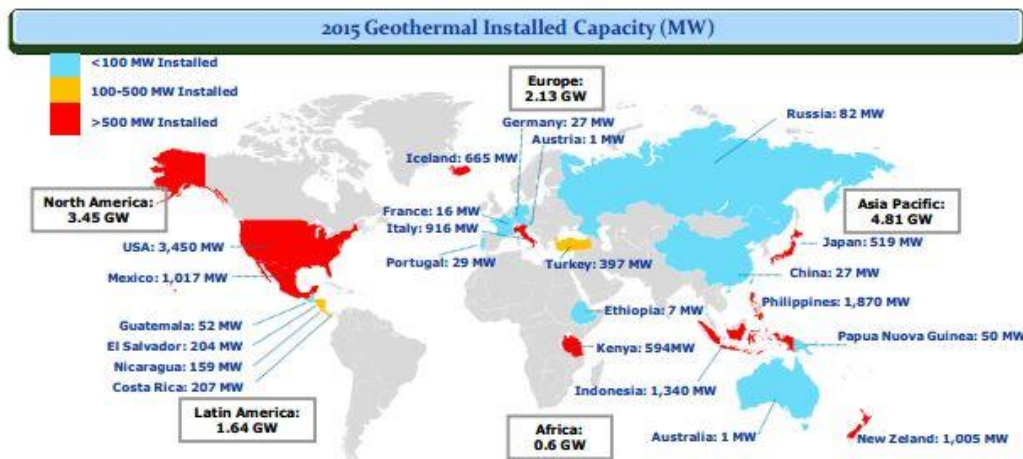 2015 Geothermal Installed Capacity (MW)
<100 MW Installed
100-500 MW Installed
>500 MW Installed
Europe:
2.13 GW
Germany: 27 MW
Austria: 1 MW
Russia: 82 MW
Iceland: 665 MW
North America:
3.45 GW
France: 16 MW
Italy: 916 MW
Asia Pacific:
4.81 GW
USA: 3,450 MW
Japan: 519 MW
Portugal: 29 MW
Turkey: 397 MW
Mexico: 1,017 MW
China: 27 MW
Philippines: 1,870 MW
Guatemala: 52 MW
Ethiopia: 7 MW
El Salvador: 204 MW
Papua Nuova Guinea: 50 MW
Nicaragua: 159 MW
Kenya: 594MW
Costa Rica: 207 MW
Indonesia: 1,340 MW
Latin America:
1.64 GW
Africa:
0.6 GW
Australia: 1 MW
New Zeland: 1,005 MW